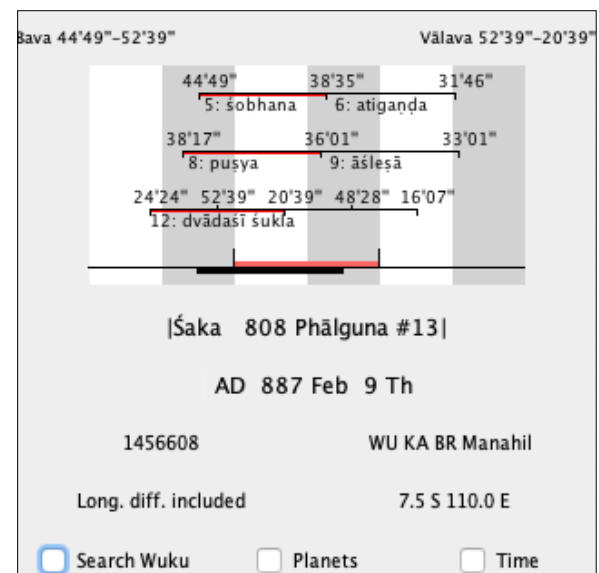 Bava 44'49"–52'39" Vālava 52'39"–20'39"
44'49" 38'35" 31'46"
5: śobhana 6: atigaṇḍa
38'17" 36'01" 33'01"
8: puṣya 9: āśleṣā
24'24" 52'39" 20'39" 48'28" 16'07"
12: dvādaśī śukla
|Śaka 808 Phālguna #13|
AD 887 Feb 9 Th
1456608 WU KA BR Manahil
Long. diff. included 7.5 S 110.0 E
Search Wuku Planets Time